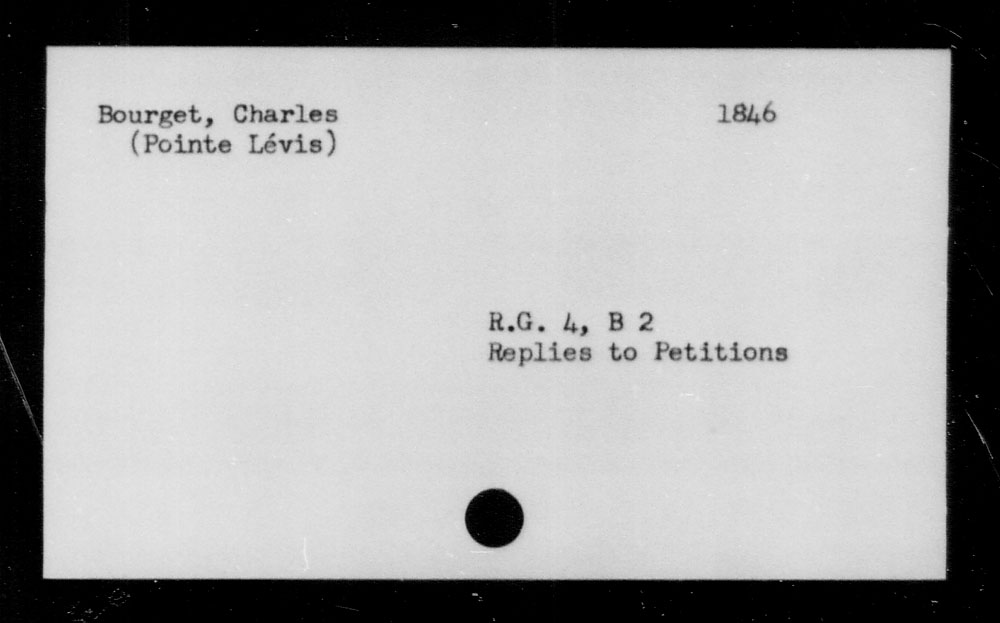 Bourget, Charles 1846
(Pointe Lévis)
R.G. 4, B 2
Replies to Petitions